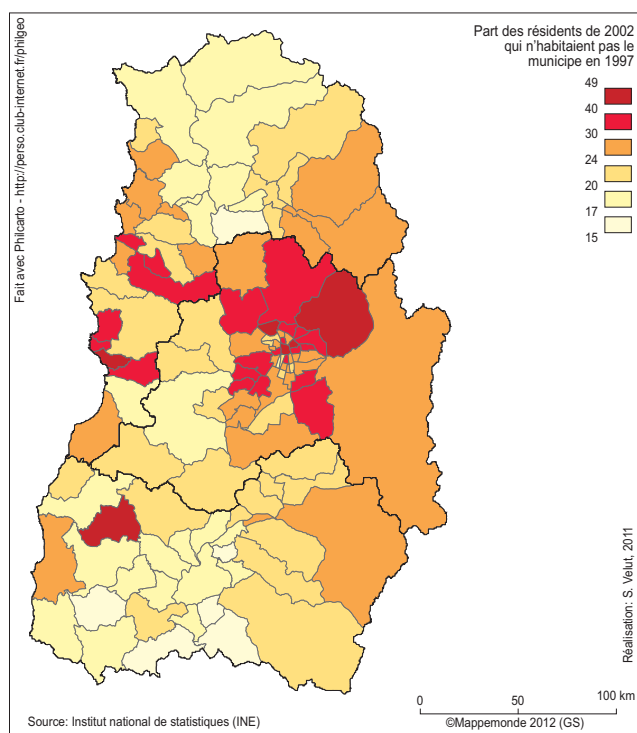 Part des résidents de 2002
qui n'habitaient pas le
municipe en 1997
49
40
30
24
20
17
15
Fait avec Philcarto - http://perso.club-internet.fr/philgeo
Réalisation: S. Velut, 2011
0 50 100 km
Source: Institut national de statistiques (INE)
©Mappemonde 2012 (GS)